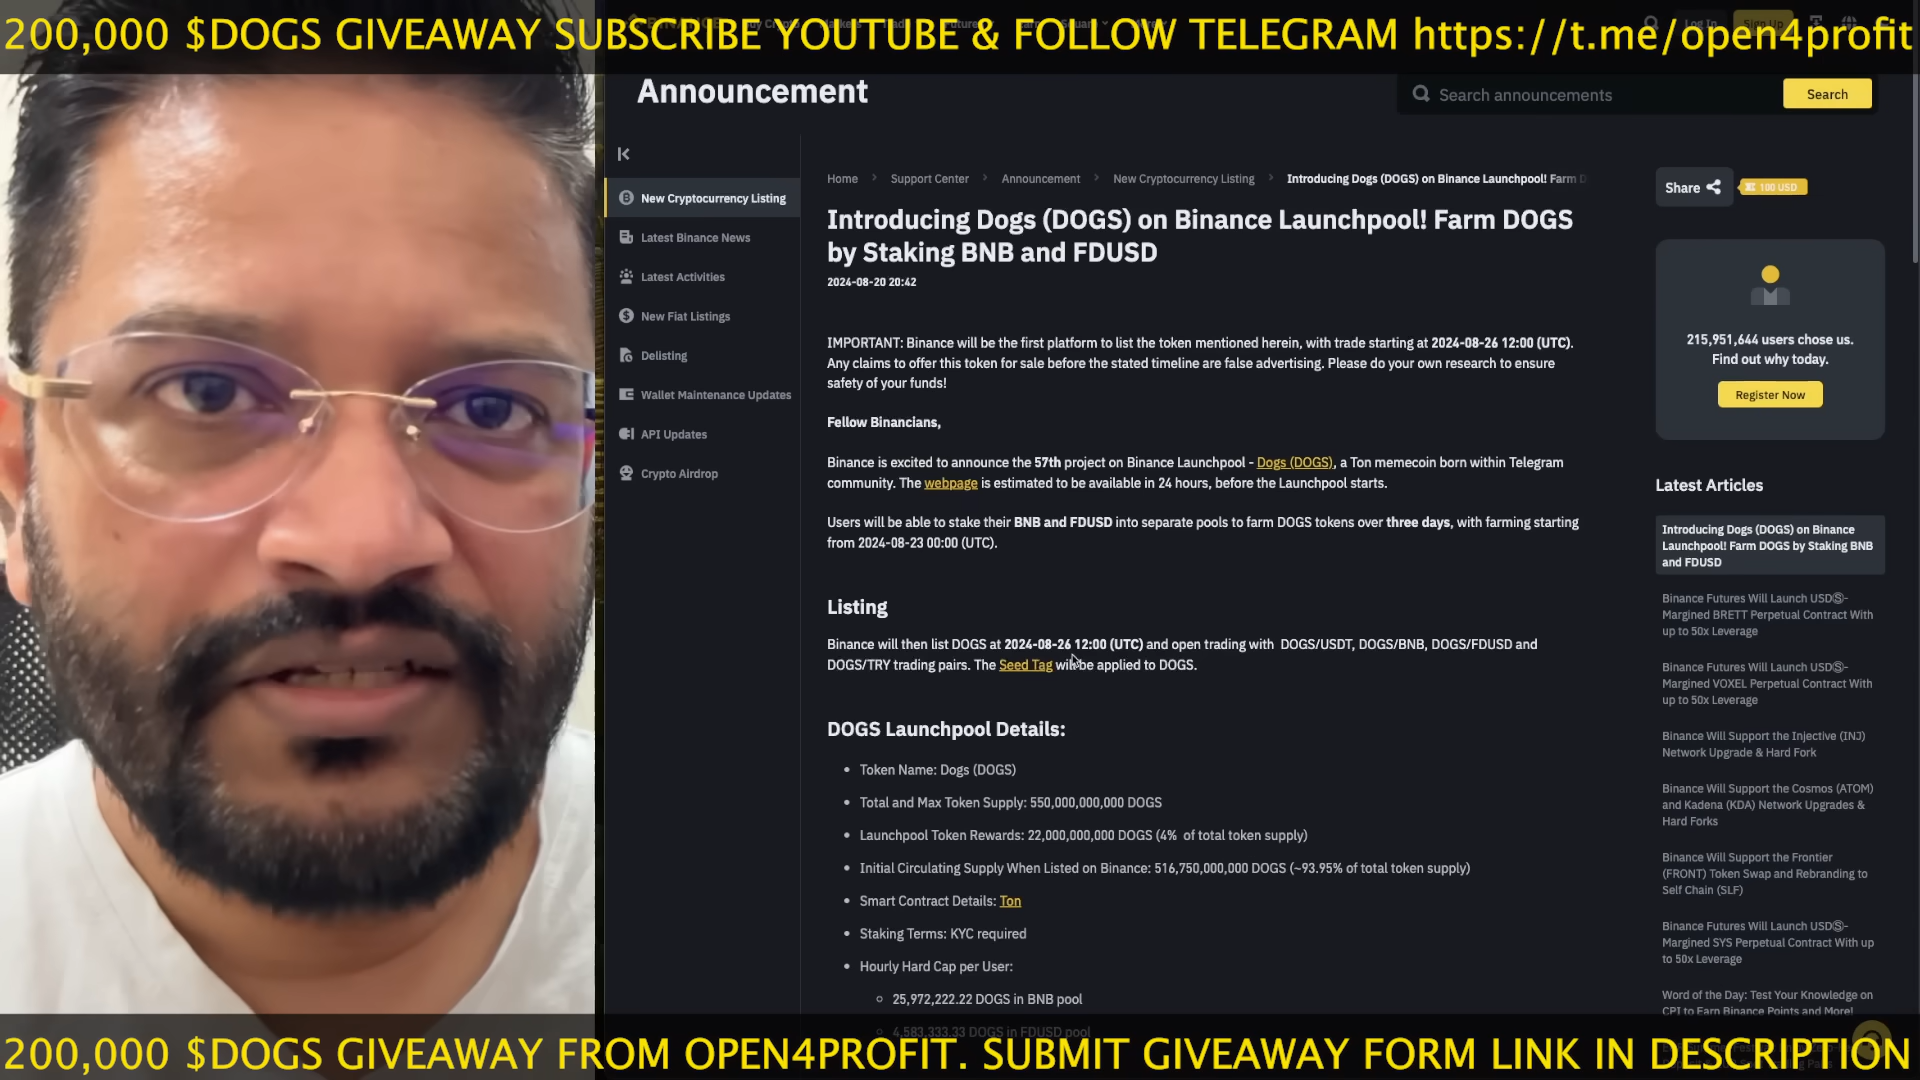 200,000 $DOGS GIVEAWAY SUBSCRIBE YOUTUBE & FOLLOW TELEGRAM https://t.me/open4profit
Announcement
Search announcements
Search
Home > Support Center > Announcement > New Cryptocurrency Listing > Introducing Dogs (DOGS) on Binance Launchpool! Farm D
Share
100 USD
New Cryptocurrency Listing
Latest Binance News
Latest Activities
New Fiat Listings
Delisting
Wallet Maintenance Updates
API Updates
Crypto Airdrop
Introducing Dogs (DOGS) on Binance Launchpool! Farm DOGS
by Staking BNB and FDUSD
2024-08-20 20:42
IMPORTANT: Binance will be the first platform to list the token mentioned herein, with trade starting at 2024-08-26 12:00 (UTC).
Any claims to offer this token for sale before the stated timeline are false advertising. Please do your own research to ensure
safety of your funds!
Fellow Binancians,
Binance is excited to announce the 57th project on Binance Launchpool - Dogs (DOGS), a Ton memecoin born within Telegram
community. The webpage is estimated to be available in 24 hours, before the Launchpool starts.
Users will be able to stake their BNB and FDUSD into separate pools to farm DOGS tokens over three days, with farming starting
from 2024-08-23 00:00 (UTC).
Listing
Binance will then list DOGS at 2024-08-26 12:00 (UTC) and open trading with DOGS/USDT, DOGS/BNB, DOGS/FDUSD and
DOGS/TRY trading pairs. The Seed Tag will be applied to DOGS.
DOGS Launchpool Details:
Token Name: Dogs (DOGS)
Total and Max Token Supply: 550,000,000,000 DOGS
Launchpool Token Rewards: 22,000,000,000 DOGS (4% of total token supply)
Initial Circulating Supply When Listed on Binance: 516,750,000,000 DOGS (~93.95% of total token supply)
Smart Contract Details: Ton
Staking Terms: KYC required
Hourly Hard Cap per User:
25,972,222.22 DOGS in BNB pool
4,583,333.33 DOGS in FDUSD pool
215,951,644 users chose us.
Find out why today.
Register Now
Latest Articles
Introducing Dogs (DOGS) on Binance
Launchpool! Farm DOGS by Staking BNB
and FDUSD
Binance Futures Will Launch USDⓈ-
Margined BRETT Perpetual Contract With
up to 50x Leverage
Binance Futures Will Launch USDⓈ-
Margined VOXEL Perpetual Contract With
up to 50x Leverage
Binance Will Support the Injective (INJ)
Network Upgrade & Hard Fork
Binance Will Support the Cosmos (ATOM)
and Kadena (KDA) Network Upgrades &
Hard Forks
Binance Will Support the Frontier
(FRONT) Token Swap and Rebranding to
Self Chain (SLF)
Binance Futures Will Launch USDⓈ-
Margined SYS Perpetual Contract With up
to 50x Leverage
Word of the Day: Test Your Knowledge on
CPI to Earn Binance Points and More!
200,000 $DOGS GIVEAWAY FROM OPEN4PROFIT. SUBMIT GIVEAWAY FORM LINK IN DESCRIPTION